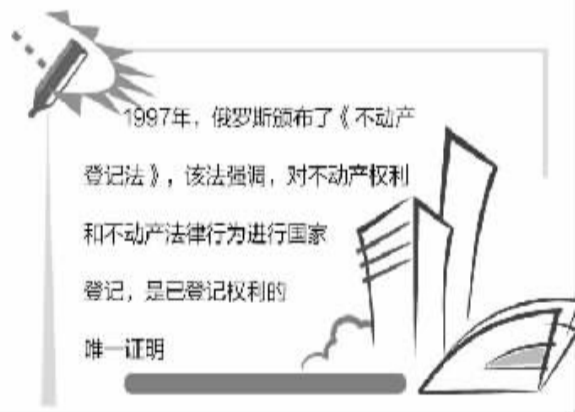 1997年，俄罗斯颁布了《不动产
登记法》，该法强调，对不动产权利
和不动产法律行为进行国家
登记，是已登记权利的
唯一证明